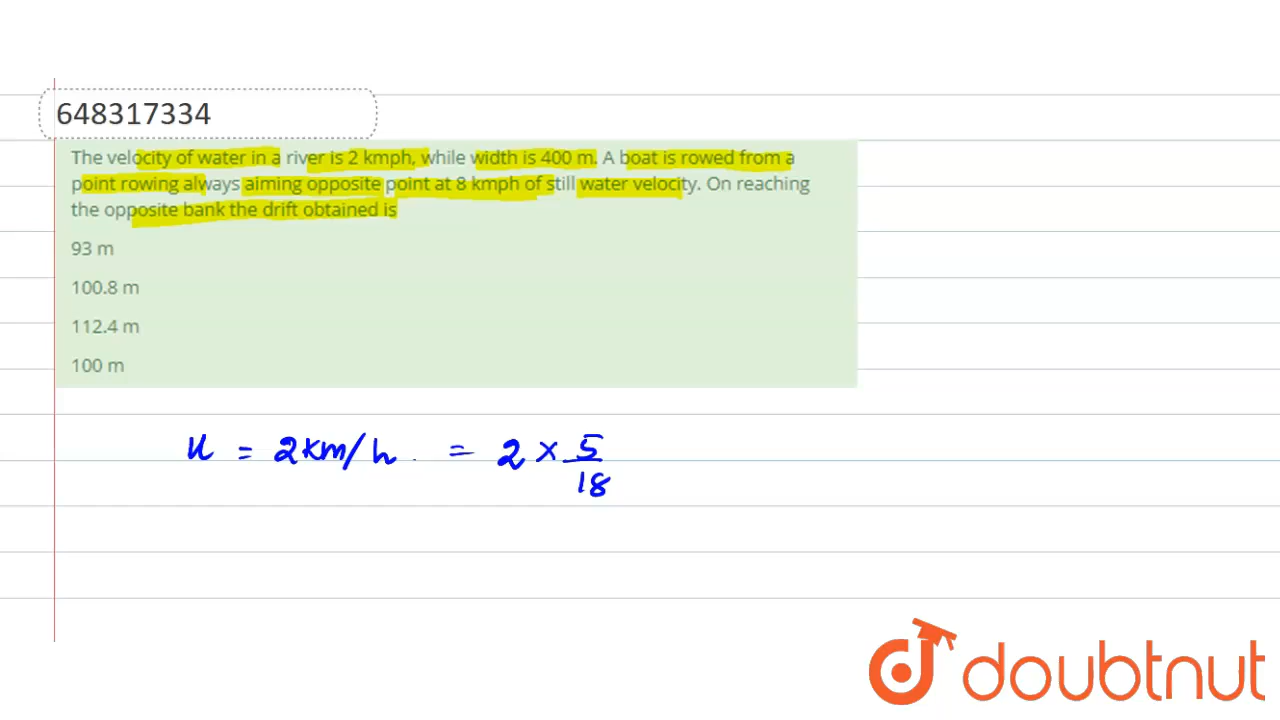 648317334
The velocity of water in a river is 2 kmph, while width is 400 m. A boat is rowed from a
point rowing always aiming opposite point at 8 kmph of still water velocity. On reaching
the opposite bank the drift obtained is
93 m
100.8 m
112.4 m
100 m
u = 2km/h = 2 × 5/18
doubtnut